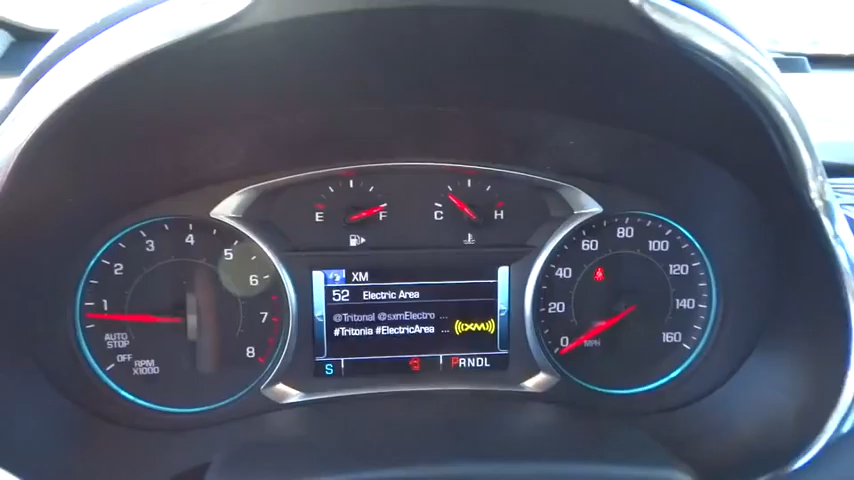 E F
C H
1 2 3 4 5 6 7 8
AUTO
STOP
OFF RPM
X1000
XM
52 Electric Area
@Tritonal @sxmElectro ...
#Tritonia #ElectricArea ...
((XM))
S PRNDL
0 20 40 60 80 100 120 140 160
MPH